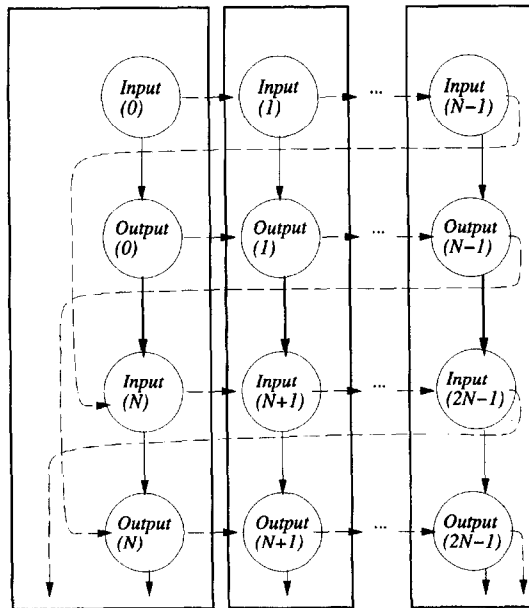 Input
(0)
Input
(1)
...
Input
(N-1)
Output
(0)
Output
(1)
...
Output
(N-1)
Input
(N)
Input
(N+1)
...
Input
(2N-1)
Output
(N)
Output
(N+1)
...
Output
(2N-1)